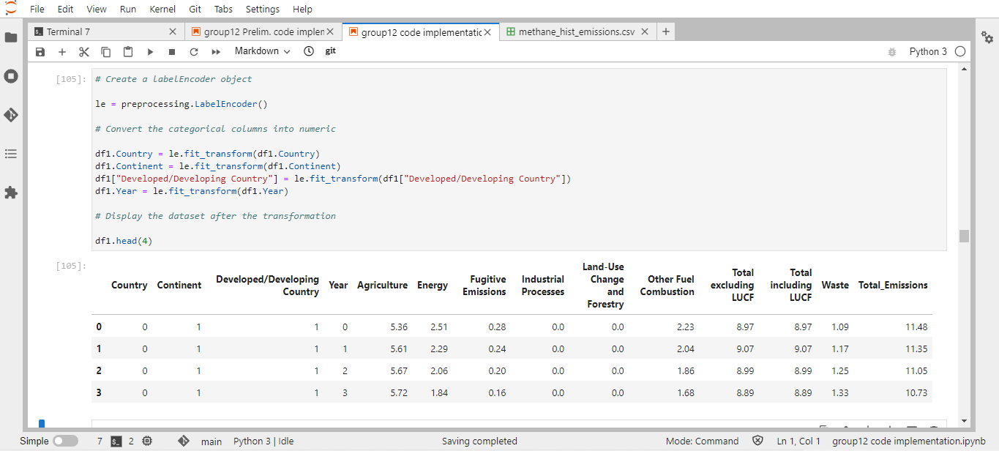 File Edit View Run Kernel Git Tabs Settings Help
Terminal 7 group12 Prelim. code implem group12 code implementatic methane_hist_emissions.csv
Markdown git Python 3
[105]:
# Create a labelEncoder object
le = preprocessing.LabelEncoder()
# Convert the categorical columns into numeric
df1.Country = le.fit_transform(df1.Country)
df1.Continent = le.fit_transform(df1.Continent)
df1["Developed/Developing Country"] = le.fit_transform(df1["Developed/Developing Country"])
df1.Year = le.fit_transform(df1.Year)
# Display the dataset after the transformation
df1.head(4)
[105]:
Country Continent Developed/Developing Country Year Agriculture Energy Fugitive Emissions Industrial Processes Land-Use Change and Forestry Other Fuel Combustion Total excluding LUCF Total including LUCF Waste Total_Emissions
0 0 1 1 0 5.36 2.51 0.28 0.0 0.0 2.23 8.97 8.97 1.09 11.48
1 0 1 1 1 5.61 2.29 0.24 0.0 0.0 2.04 9.07 9.07 1.17 11.35
2 0 1 1 2 5.67 2.06 0.20 0.0 0.0 1.86 8.99 8.99 1.25 11.05
3 0 1 1 3 5.72 1.84 0.16 0.0 0.0 1.68 8.89 8.89 1.33 10.73
Simple 7 2 main Python 3 | Idle Saving completed Mode: Command Ln 1, Col 1 group12 code implementation.ipynb